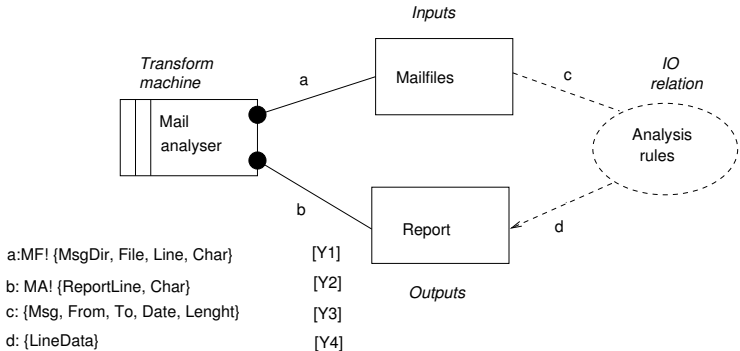 Inputs
Transform
machine
a
Mailfiles
c
IO
relation
Mail
analyser
Analysis
rules
b
Report
d
Outputs
a:MF! {MsgDir, File, Line, Char} [Y1]
b: MA! {ReportLine, Char} [Y2]
c: {Msg, From, To, Date, Lenght} [Y3]
d: {LineData} [Y4]